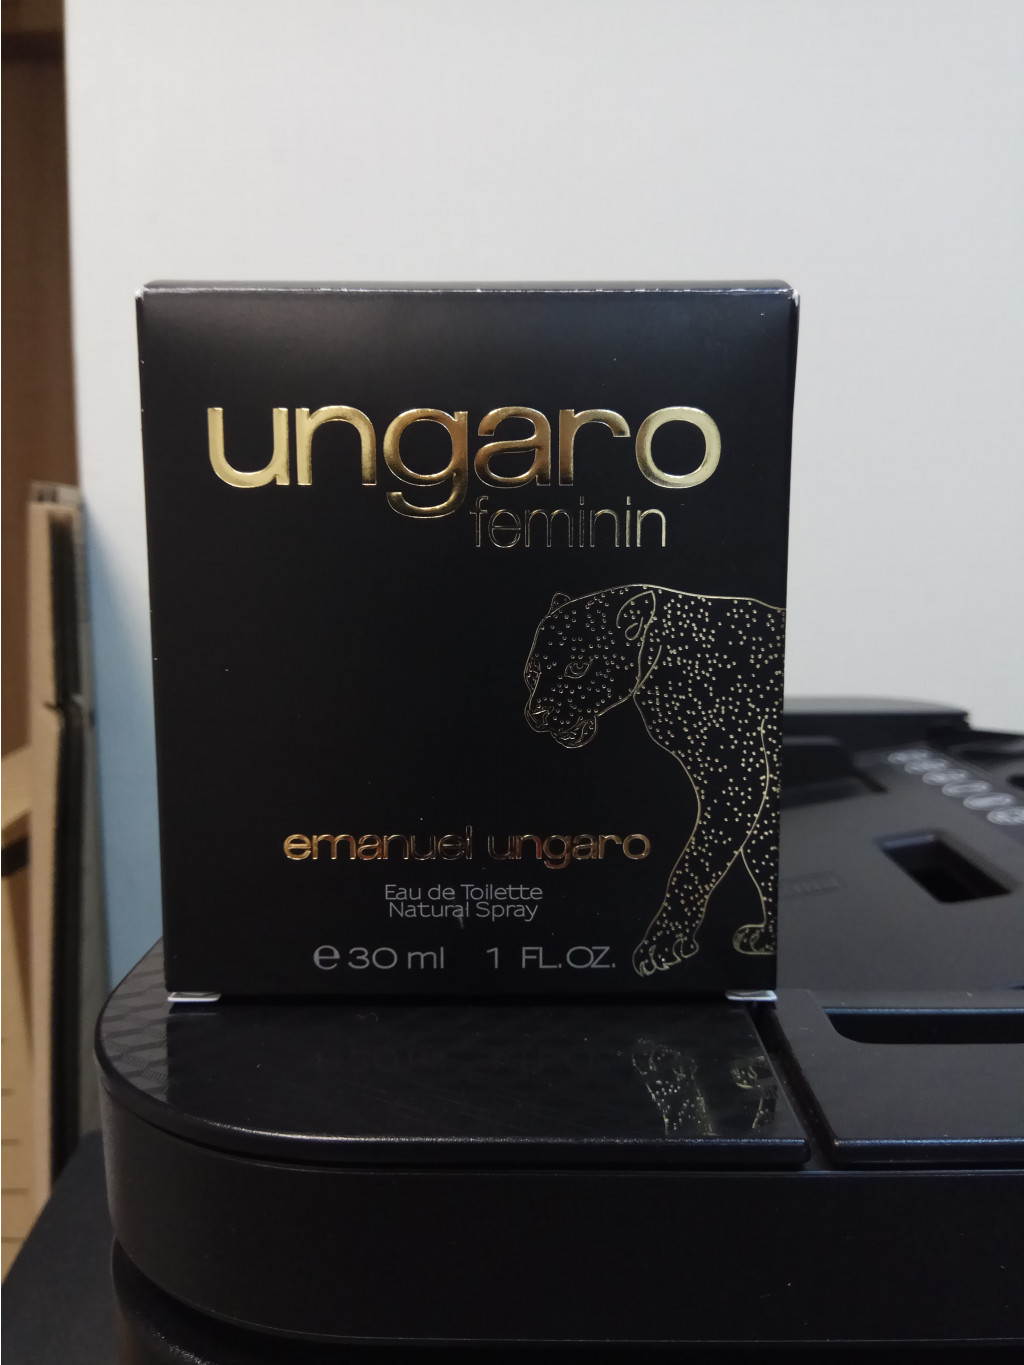 ungaro
feminin
emanuel ungaro
Eau de Toilette
Natural Spray
℮ 30 ml 1 FL.OZ.